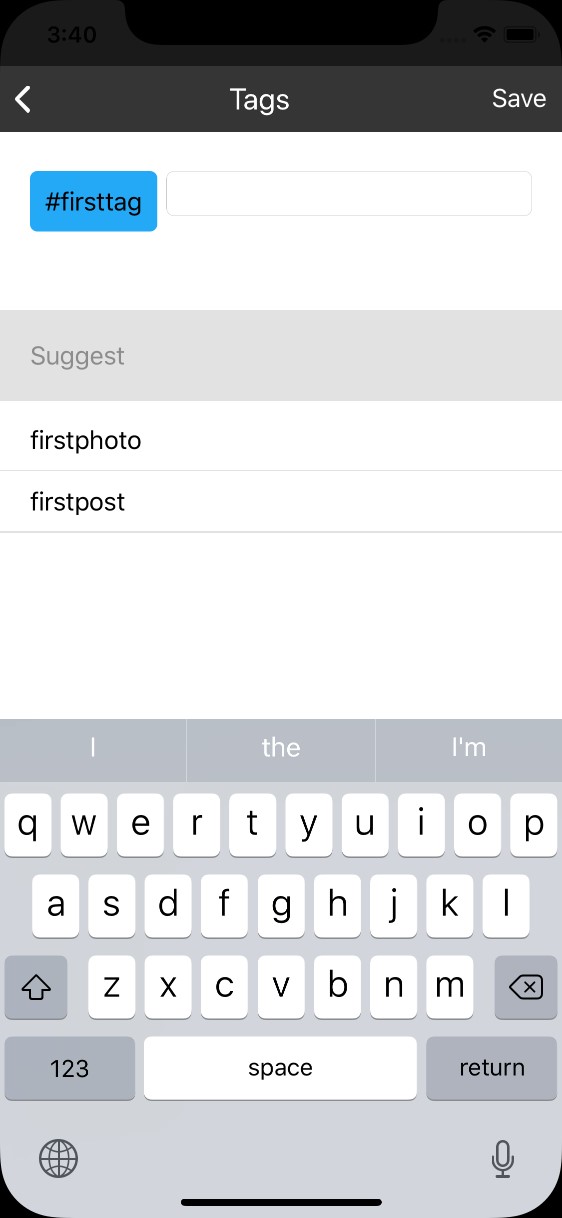 3:40
Tags Save
#firsttag
Suggest
firstphoto
firstpost
I the I'm
q w e r t y u i o p
a s d f g h j k l
z x c v b n m
123 space return